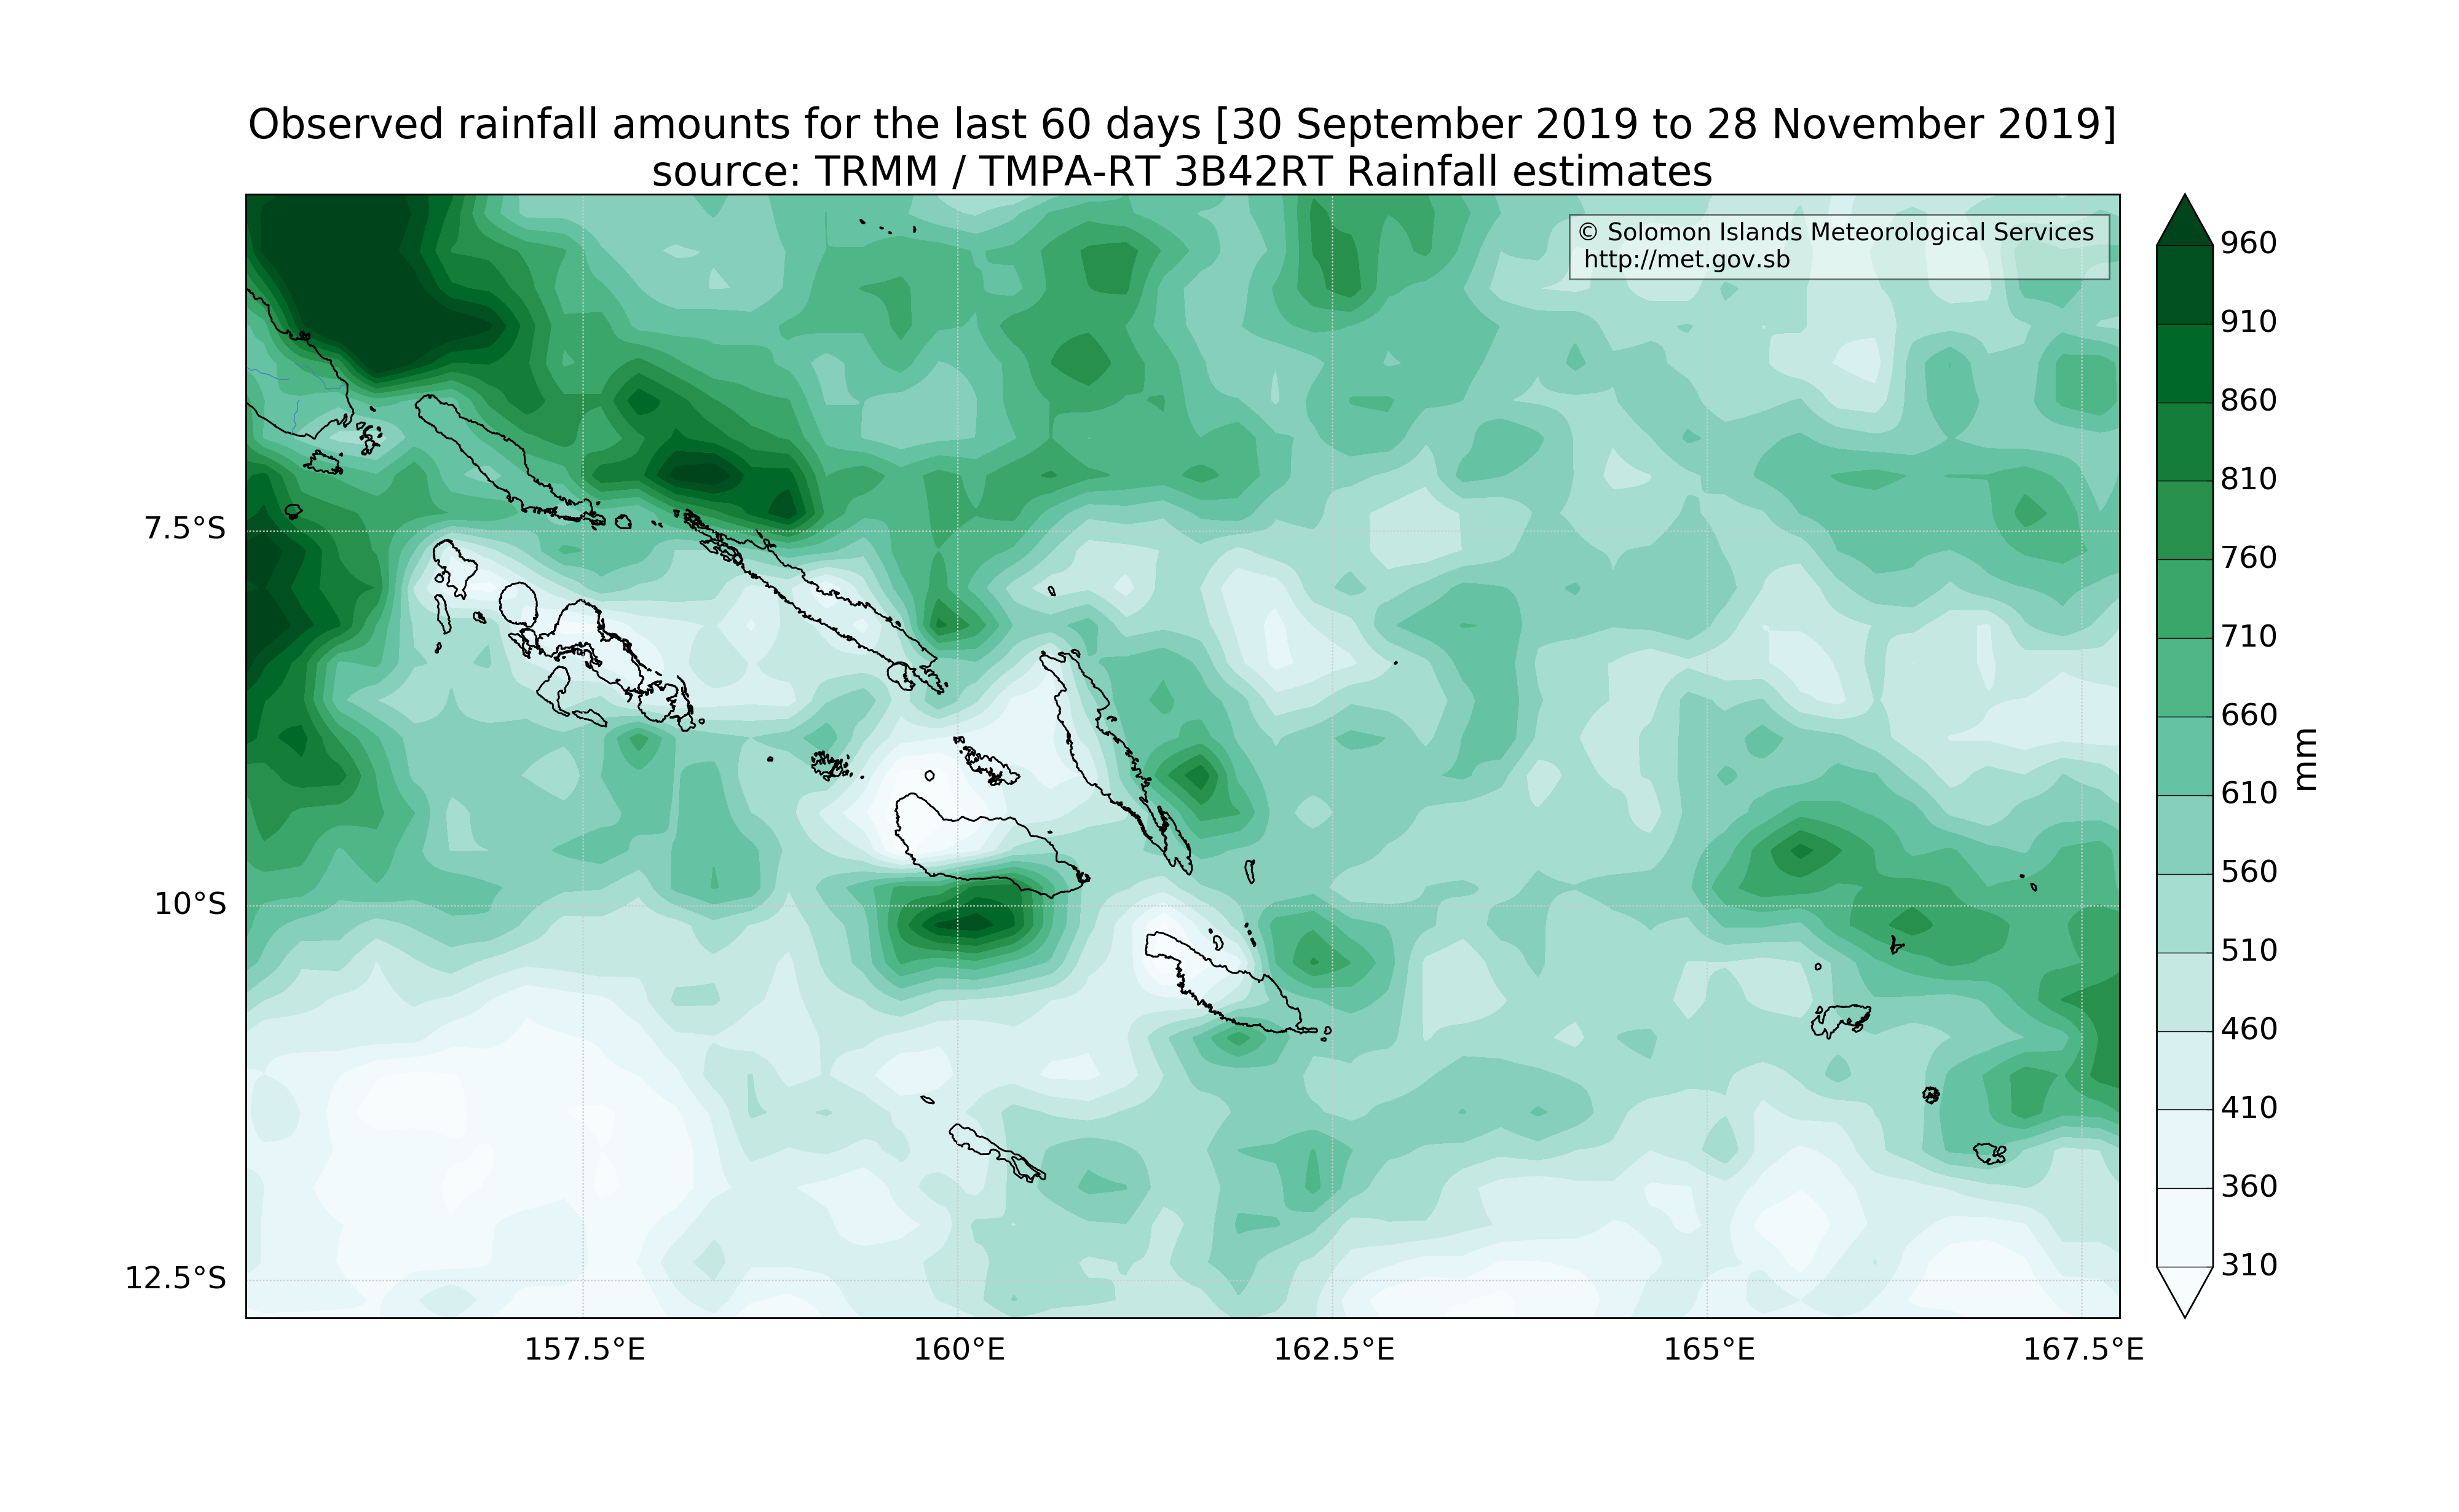 Observed rainfall amounts for the last 60 days [30 September 2019 to 28 November 2019]
source: TRMM / TMPA-RT 3B42RT Rainfall estimates
© Solomon Islands Meteorological Services
http://met.gov.sb
7.5°S
10°S
12.5°S
157.5°E
160°E
162.5°E
165°E
167.5°E
960
910
860
810
760
710
660
610
560
510
460
410
360
310
mm